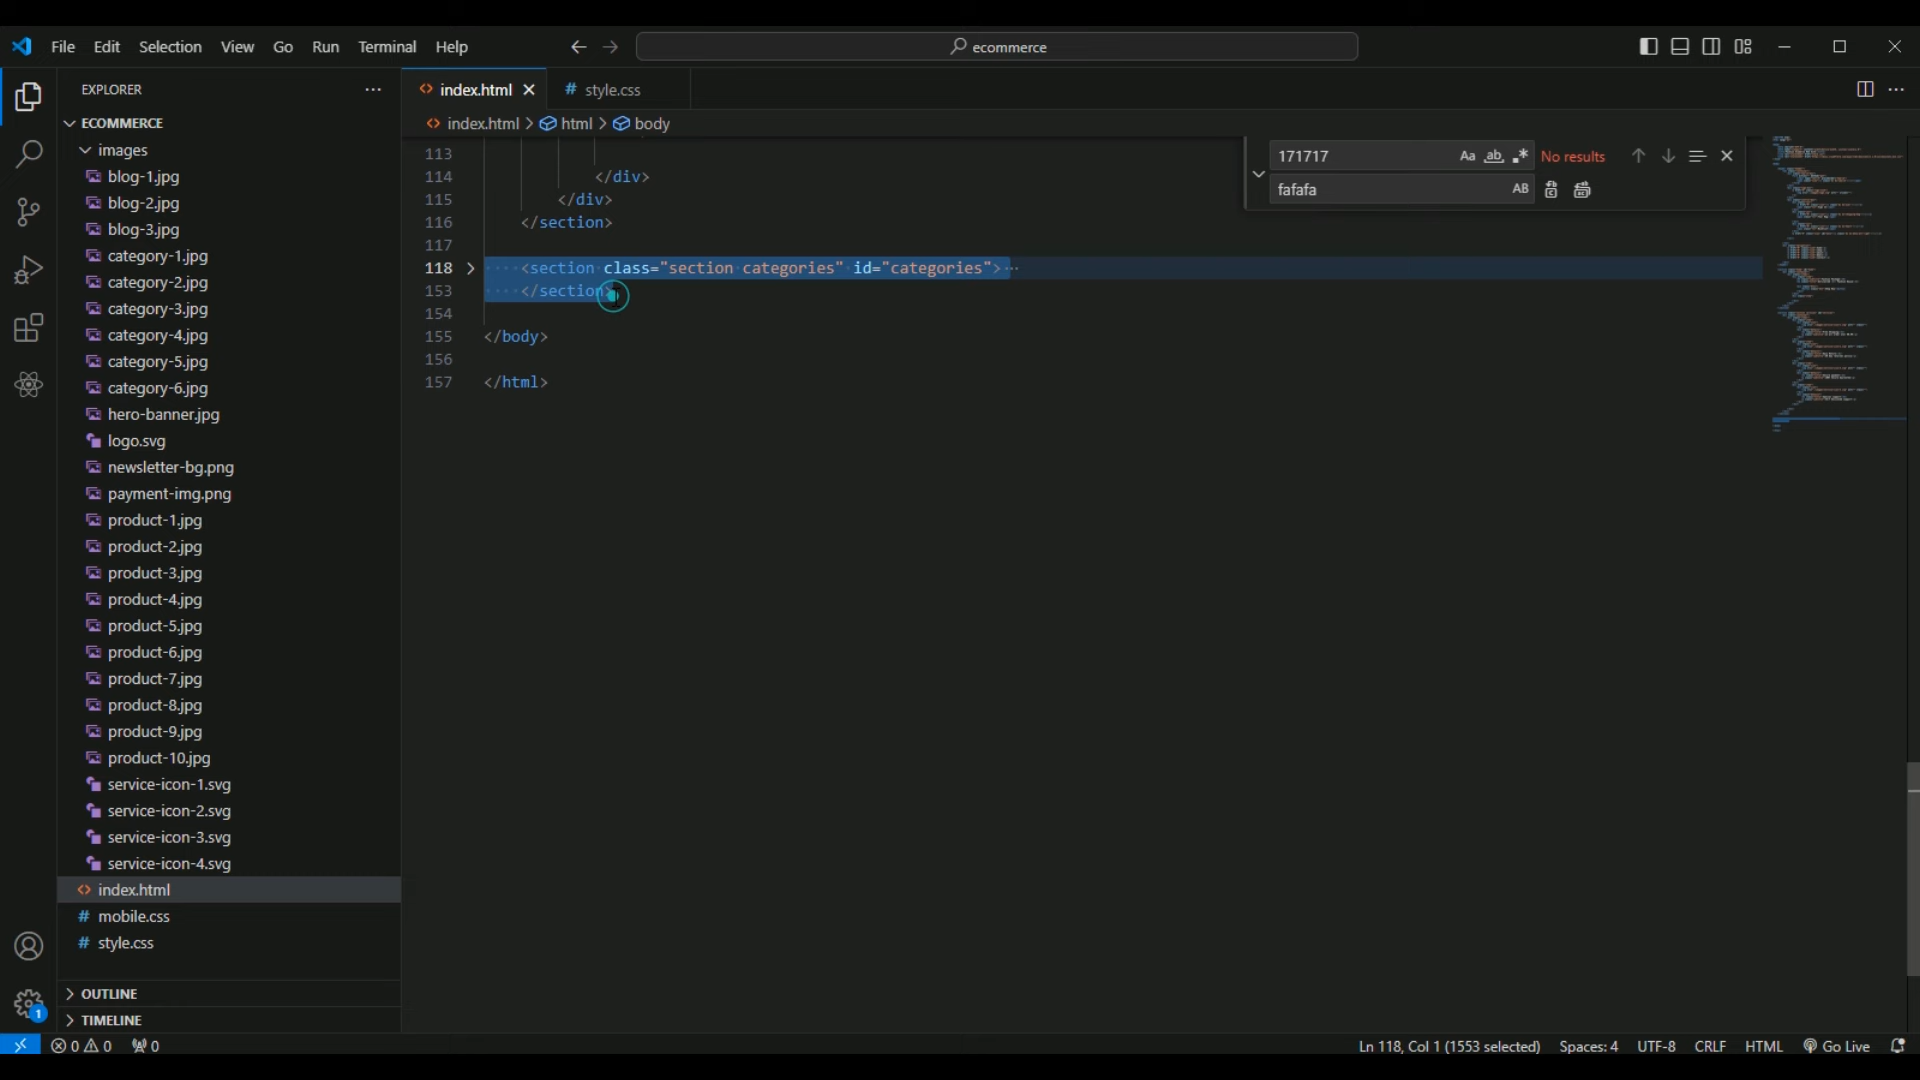 File Edit Selection View Go Run Terminal Help
ecommerce
EXPLORER
index.html
# style.css
ECOMMERCE
index.html > html > body
images
blog-1.jpg
blog-2.jpg
blog-3.jpg
category-1.jpg
category-2.jpg
category-3.jpg
category-4.jpg
category-5.jpg
category-6.jpg
hero-banner.jpg
logo.svg
newsletter-bg.png
payment-img.png
product-1.jpg
product-2.jpg
product-3.jpg
product-4.jpg
product-5.jpg
product-6.jpg
product-7.jpg
product-8.jpg
product-9.jpg
product-10.jpg
service-icon-1.svg
service-icon-2.svg
service-icon-3.svg
service-icon-4.svg
index.html
# mobile.css
# style.css
OUTLINE
TIMELINE
113
114 </div>
115 </div>
116 </section>
117
118 <section class="section categories" id="categories">
153 </section>
154
155 </body>
156
157 </html>
171717 Aa ab .* No results
fafafa AB
1
0 0 0
Ln 118, Col 1 (1553 selected) Spaces: 4 UTF-8 CRLF HTML Go Live